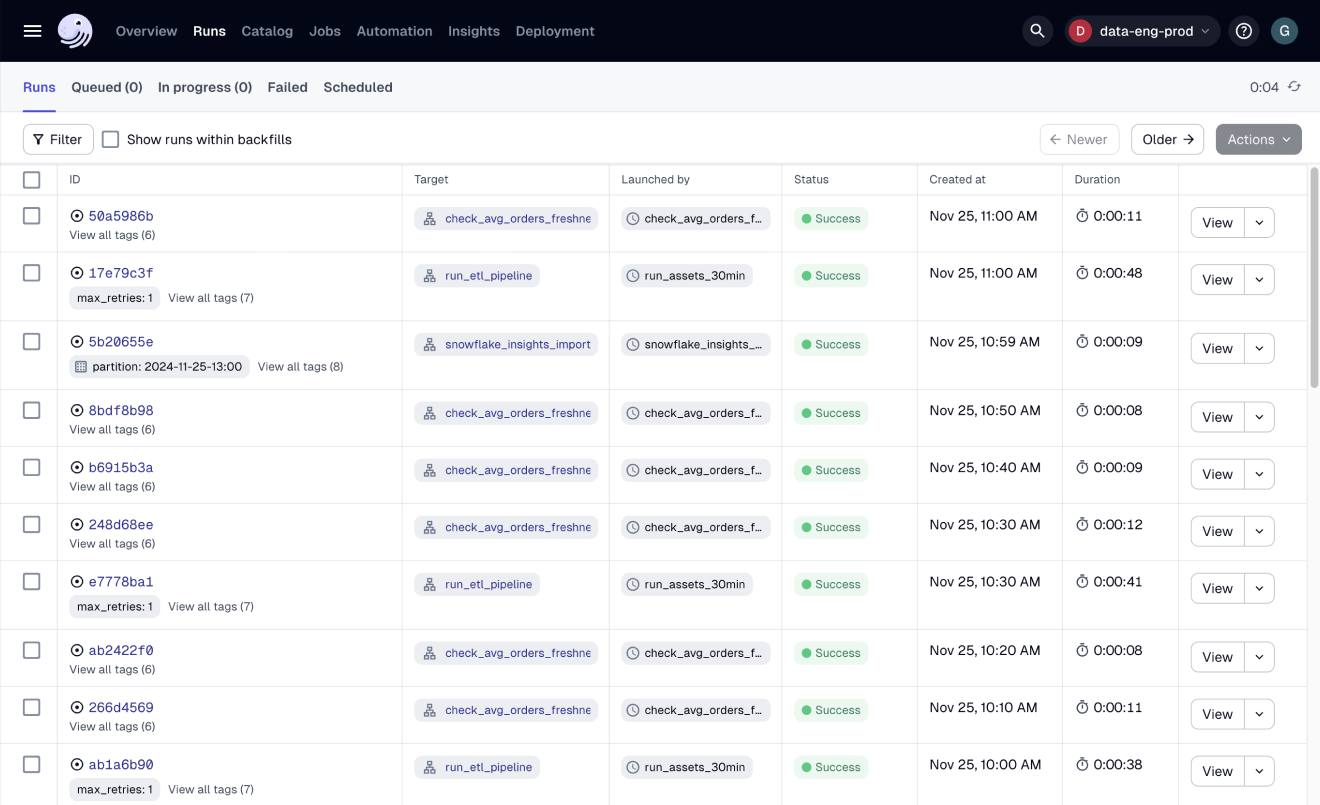 Overview Runs Catalog Jobs Automation Insights Deployment D data-eng-prod G
Runs Queued (0) In progress (0) Failed Scheduled 0:04
Filter Show runs within backfills Newer Older Actions
ID Target Launched by Status Created at Duration
50a5986b check_avg_orders_freshne check_avg_orders_f… Success Nov 25, 11:00 AM 0:00:11 View
View all tags (6)
17e79c3f run_etl_pipeline run_assets_30min Success Nov 25, 11:00 AM 0:00:48 View
max_retries: 1 View all tags (7)
5b20655e snowflake_insights_import snowflake_insights_… Success Nov 25, 10:59 AM 0:00:09 View
partition: 2024-11-25-13:00 View all tags (8)
8bdf8b98 check_avg_orders_freshne check_avg_orders_f… Success Nov 25, 10:50 AM 0:00:08 View
View all tags (6)
b6915b3a check_avg_orders_freshne check_avg_orders_f… Success Nov 25, 10:40 AM 0:00:09 View
View all tags (6)
248d68ee check_avg_orders_freshne check_avg_orders_f… Success Nov 25, 10:30 AM 0:00:12 View
View all tags (6)
e7778ba1 run_etl_pipeline run_assets_30min Success Nov 25, 10:30 AM 0:00:41 View
max_retries: 1 View all tags (7)
ab2422f0 check_avg_orders_freshne check_avg_orders_f… Success Nov 25, 10:20 AM 0:00:08 View
View all tags (6)
266d4569 check_avg_orders_freshne check_avg_orders_f… Success Nov 25, 10:10 AM 0:00:11 View
View all tags (6)
ab1a6b90 run_etl_pipeline run_assets_30min Success Nov 25, 10:00 AM 0:00:38 View
max_retries: 1 View all tags (7)